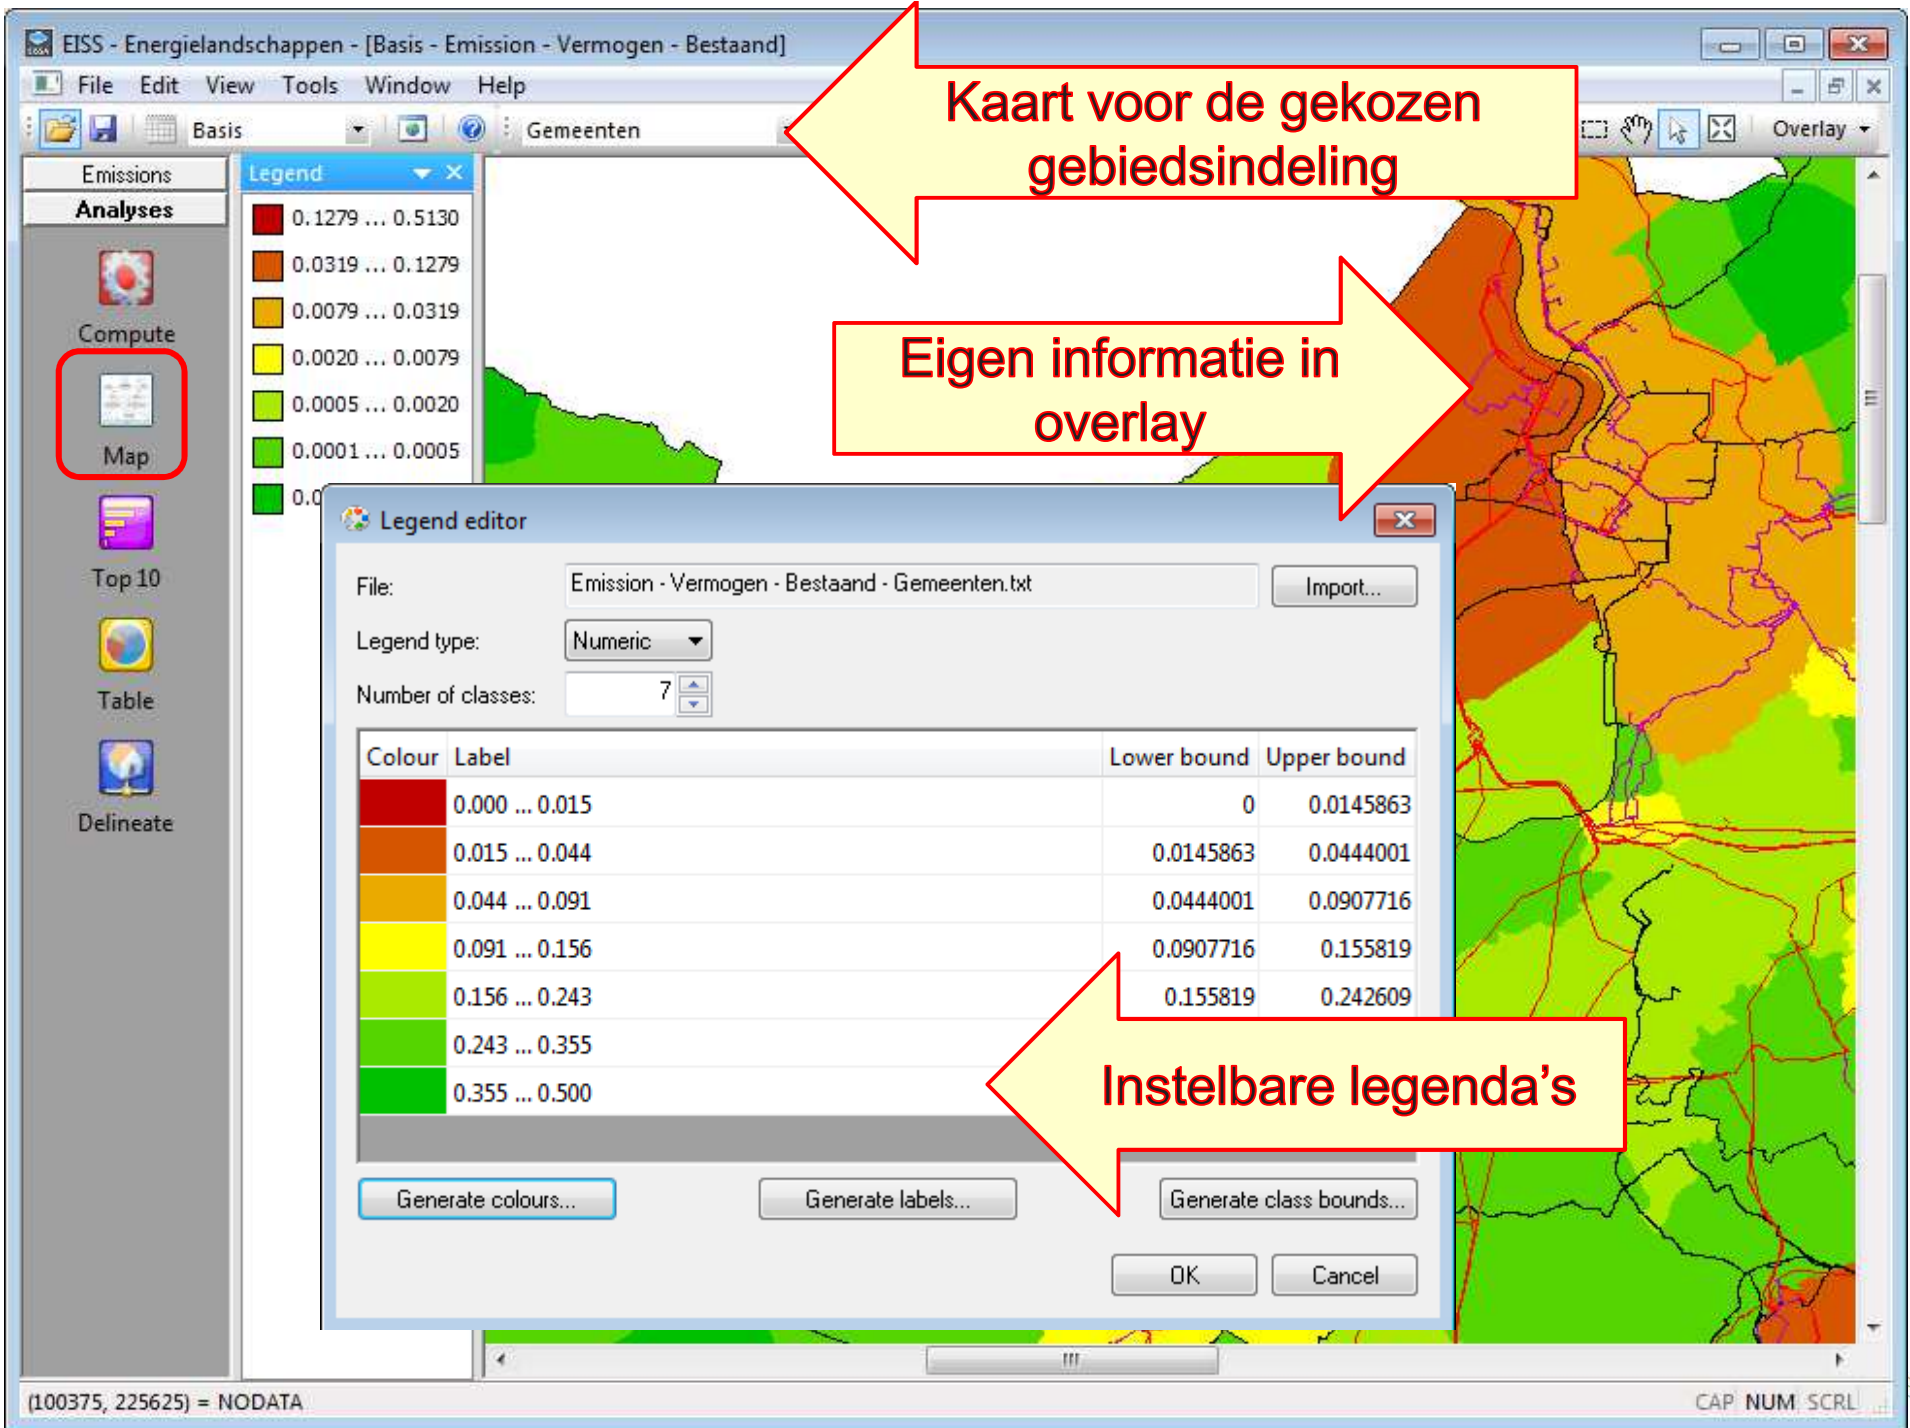 EISS - Energielandschappen - [Basis - Emission - Vermogen - Bestaand]
File Edit View Tools Window Help
Basis Gemeenten Overlay
Kaart voor de gekozen
gebiedsindeling
Emissions
Analyses
Compute
Map
Top 10
Table
Delineate
Legend
0.1279 ... 0.5130
0.0319 ... 0.1279
0.0079 ... 0.0319
0.0020 ... 0.0079
0.0005 ... 0.0020
0.0001 ... 0.0005
Eigen informatie in
overlay
Legend editor
File: Emission - Vermogen - Bestaand - Gemeenten.txt Import...
Legend type: Numeric
Number of classes: 7
Colour Label Lower bound Upper bound
0.000 ... 0.015 0 0.0145863
0.015 ... 0.044 0.0145863 0.0444001
0.044 ... 0.091 0.0444001 0.0907716
0.091 ... 0.156 0.0907716 0.155819
0.156 ... 0.243 0.155819 0.242609
0.243 ... 0.355
0.355 ... 0.500
Instelbare legenda’s
Generate colours... Generate labels... Generate class bounds...
OK Cancel
(100375, 225625) = NODATA CAP NUM SCRL